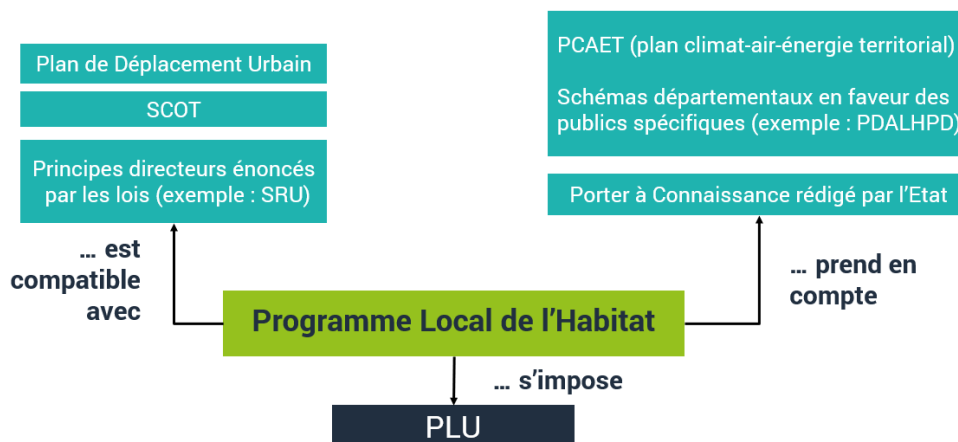 Plan de Déplacement Urbain
SCOT
Principes directeurs énoncés
par les lois (exemple : SRU)
PCAET (plan climat-air-énergie territorial)
Schémas départementaux en faveur des
publics spécifiques (exemple : PDALHPD)
Porter à Connaissance rédigé par l'Etat
... est
compatible
avec
... prend en
compte
Programme Local de l'Habitat
... s'impose
PLU